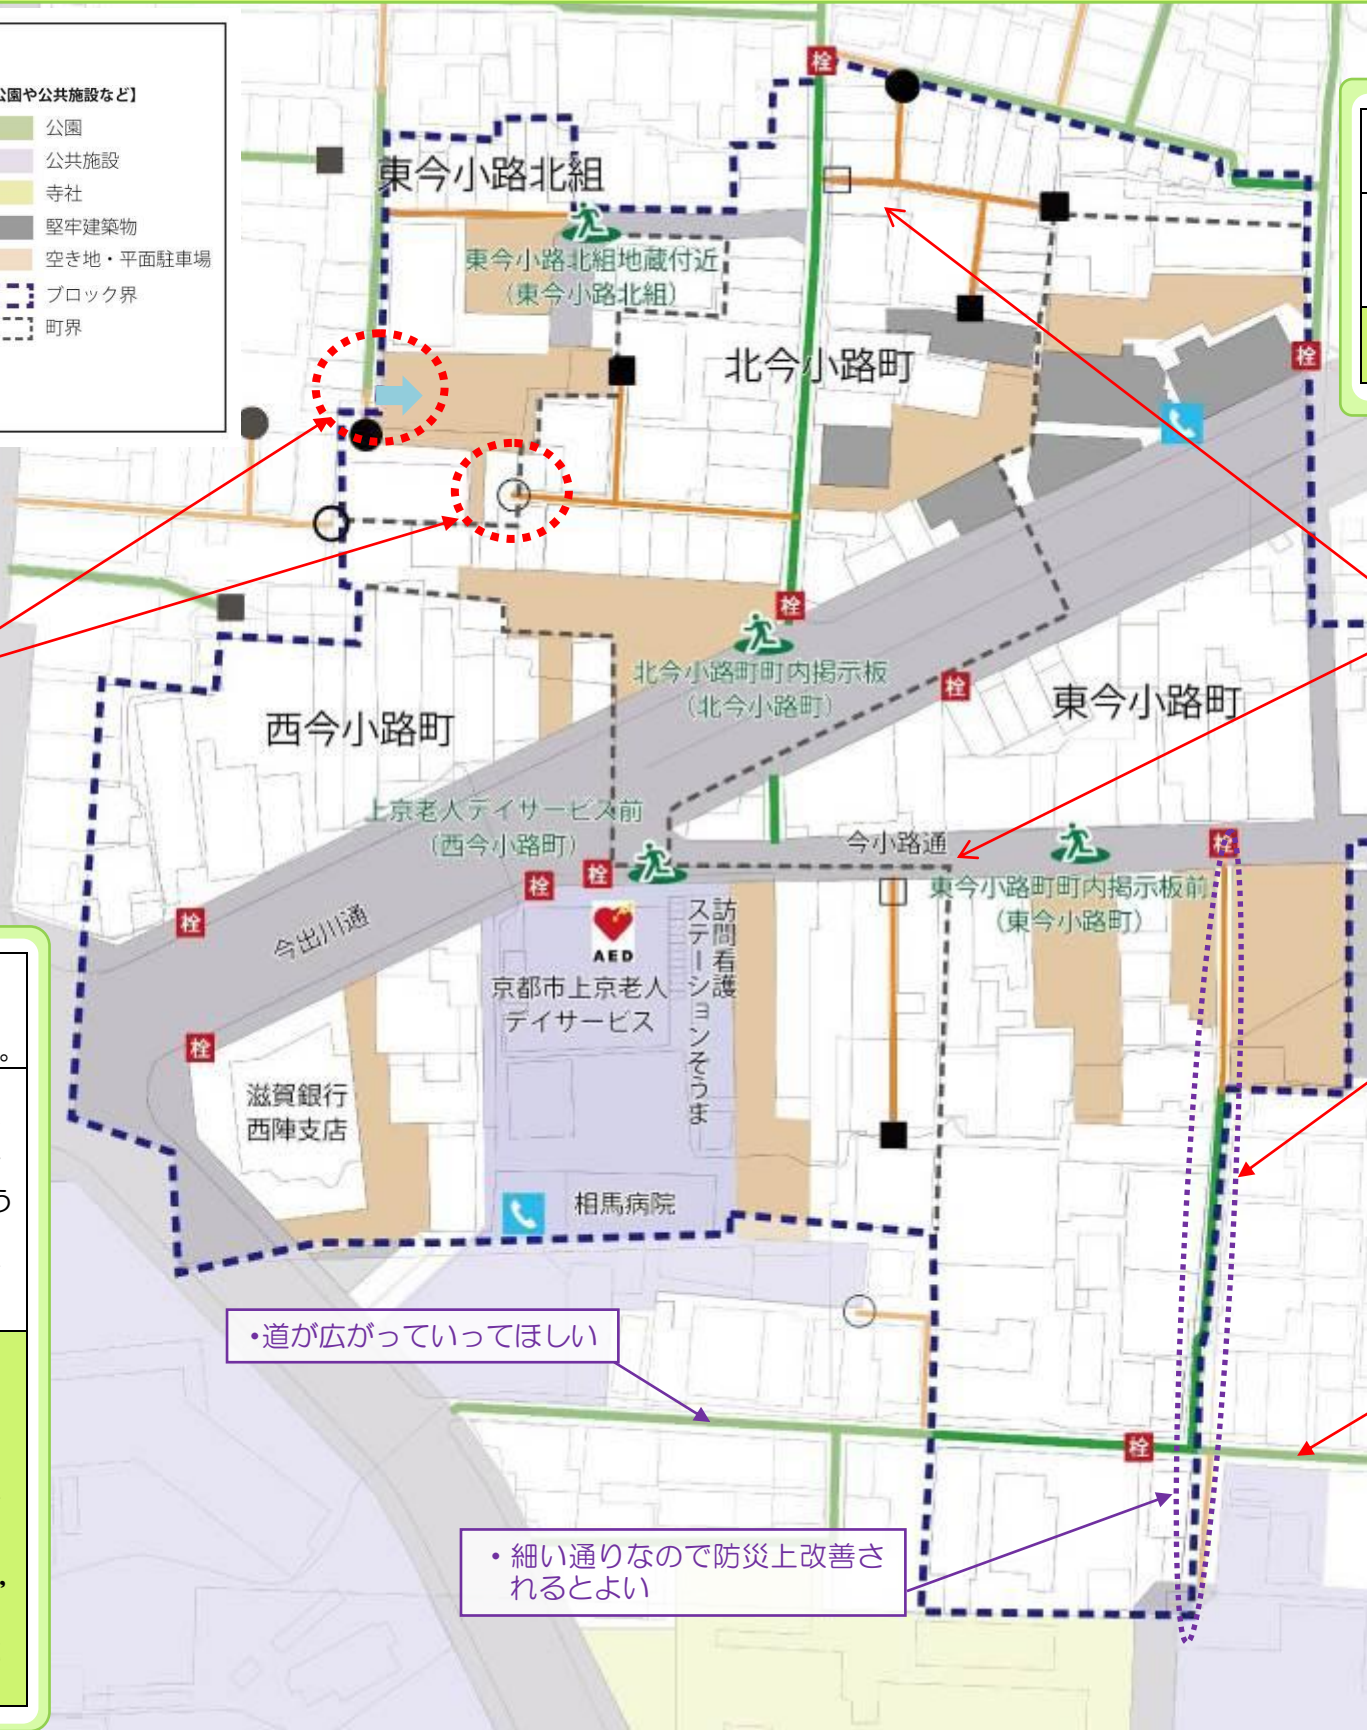 公園や公共施設など】
公園
公共施設
寺社
堅牢建築物
空き地・平面駐車場
ブロック界
町界
栓
東今小路北組
東今小路北組地蔵付近
（東今小路北組）
北今小路町
栓
栓
北今小路町町内掲示板
（北今小路町）
栓
東今小路町
西今小路町
上京老人デイサービス前
（西今小路町）
今小路通
栓
栓
栓
東今小路町町内掲示板前
（東今小路町）
栓
今出川通
AED
京都市上京老人
デイサービス
訪問看護
ステーションそうま
栓
滋賀銀行
西陣支店
相馬病院
。
う
，
•道が広がっていってほしい
栓
•細い通りなので防災上改善さ
れるとよい